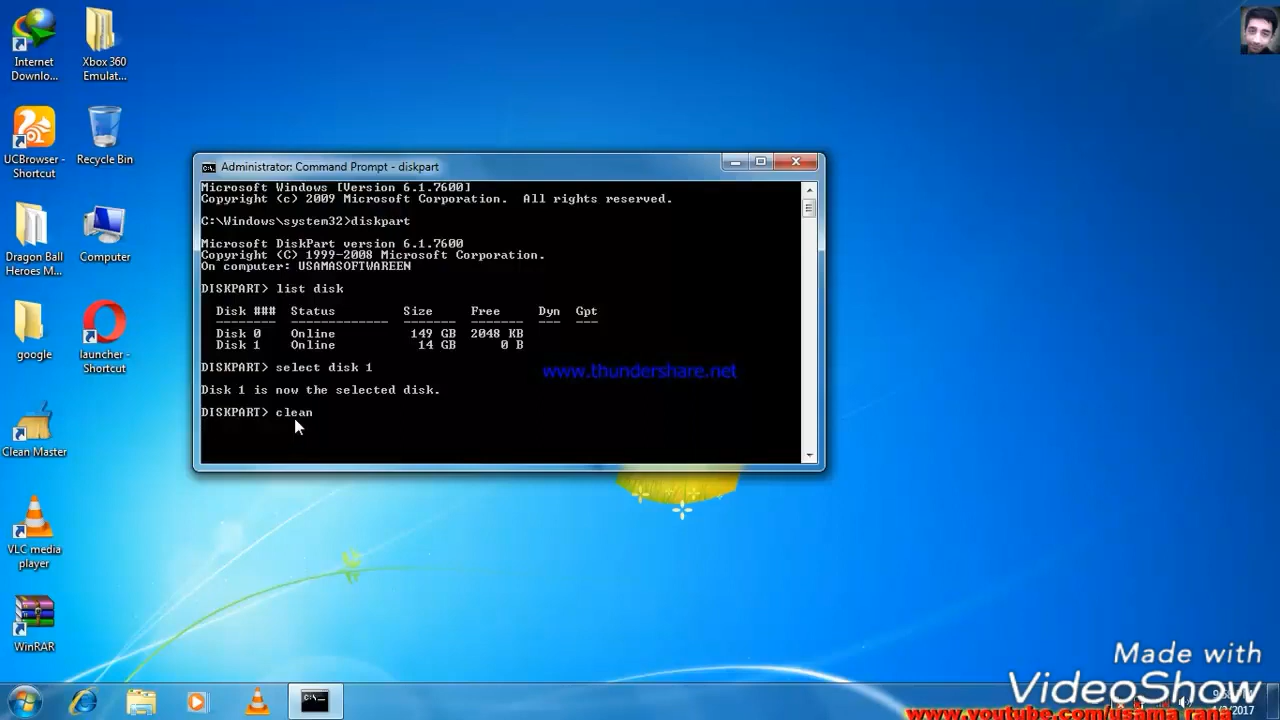 Internet
Downlo...
Xbox 360
Emulat...
UCBrowser -
Shortcut
Recycle Bin
Dragon Ball
Heroes M...
Computer
google
launcher -
Shortcut
Clean Master
VLC media
player
WinRAR
Administrator: Command Prompt - diskpart
Microsoft Windows [Version 6.1.7600]
Copyright (c) 2009 Microsoft Corporation.  All rights reserved.
C:\Windows\system32>diskpart
Microsoft DiskPart version 6.1.7600
Copyright (C) 1999-2008 Microsoft Corporation.
On computer: USAMASOFTWAREEN
DISKPART> list disk
Disk ###  Status  Size  Free  Dyn  Gpt
Disk 0  Online  149 GB  2048 KB
Disk 1  Online  14 GB  0 B
DISKPART> select disk 1
www.thundershare.net
Disk 1 is now the selected disk.
DISKPART> clean
Made with
VideoShow
www.youtube.com/usama rana